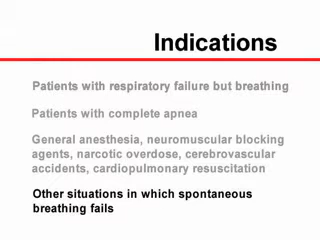 Indications
Patients with respiratory failure but breathing
Patients with complete apnea
General anesthesia, neuromuscular blocking
agents, narcotic overdose, cerebrovascular
accidents, cardiopulmonary resuscitation
Other situations in which spontaneous
breathing fails